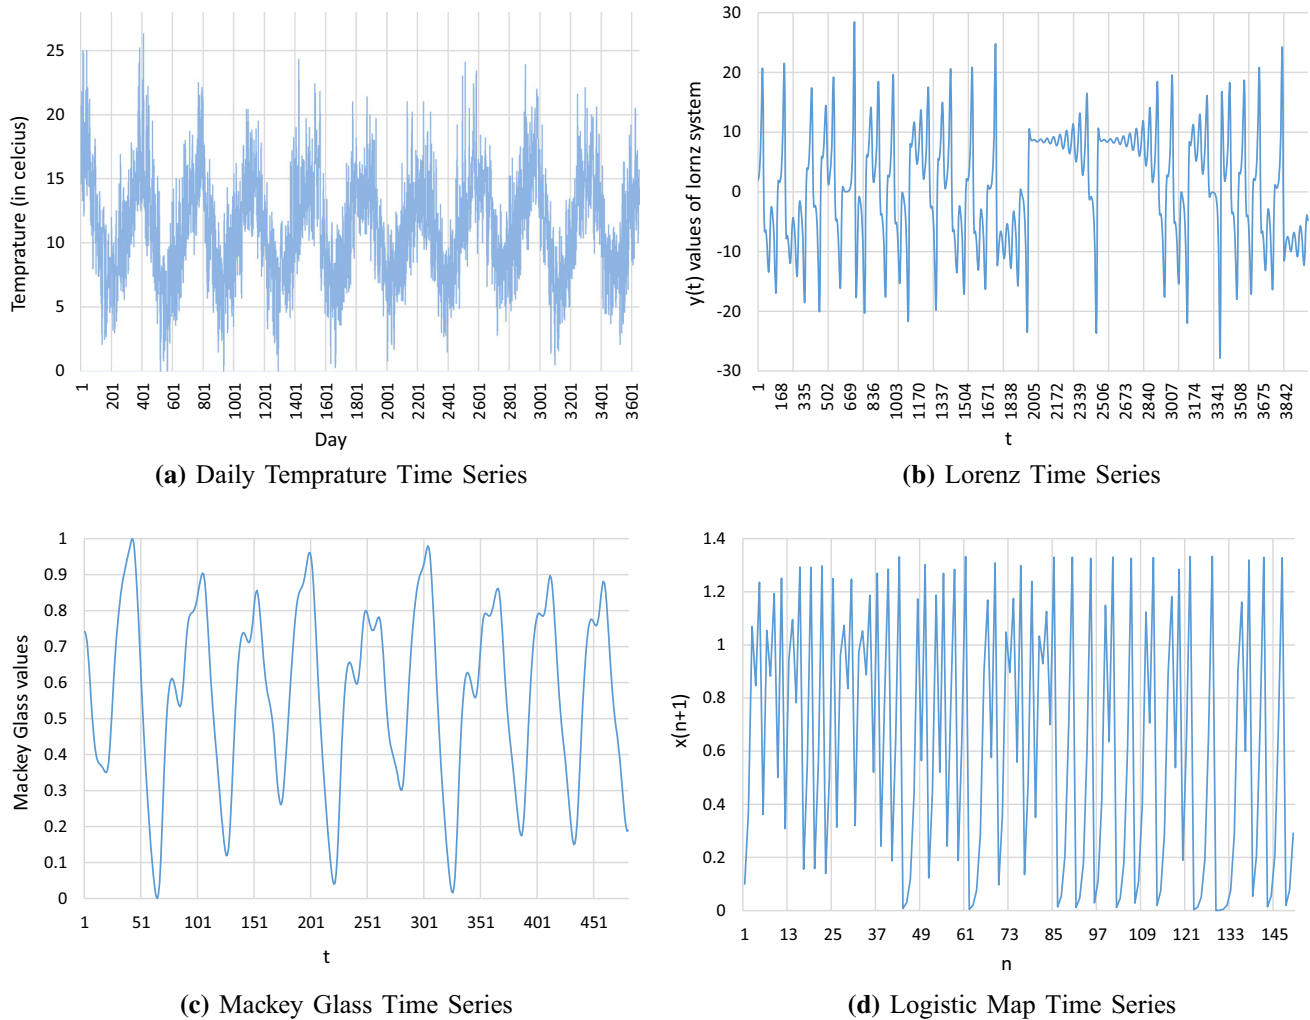 25
20
15
10
5
0
Temprature (in celcius)
1 201 401 601 801 1001 1201 1401 1601 1801 2001 2201 2401 2601 2801 3001 3201 3401 3601
Day
(a) Daily Temprature Time Series
30
20
10
0
-10
-20
-30
y(t) values of lornz system
1 168 335 502 669 836 1003 1170 1337 1504 1671 1838 2005 2172 2339 2506 2673 2840 3007 3174 3341 3508 3675 3842
t
(b) Lorenz Time Series
1
0.9
0.8
0.7
0.6
0.5
0.4
0.3
0.2
0.1
0
Mackey Glass values
1 51 101 151 201 251 301 351 401 451
t
(c) Mackey Glass Time Series
1.4
1.2
1
0.8
0.6
0.4
0.2
0
x(n+1)
1 13 25 37 49 61 73 85 97 109 121 133 145
n
(d) Logistic Map Time Series